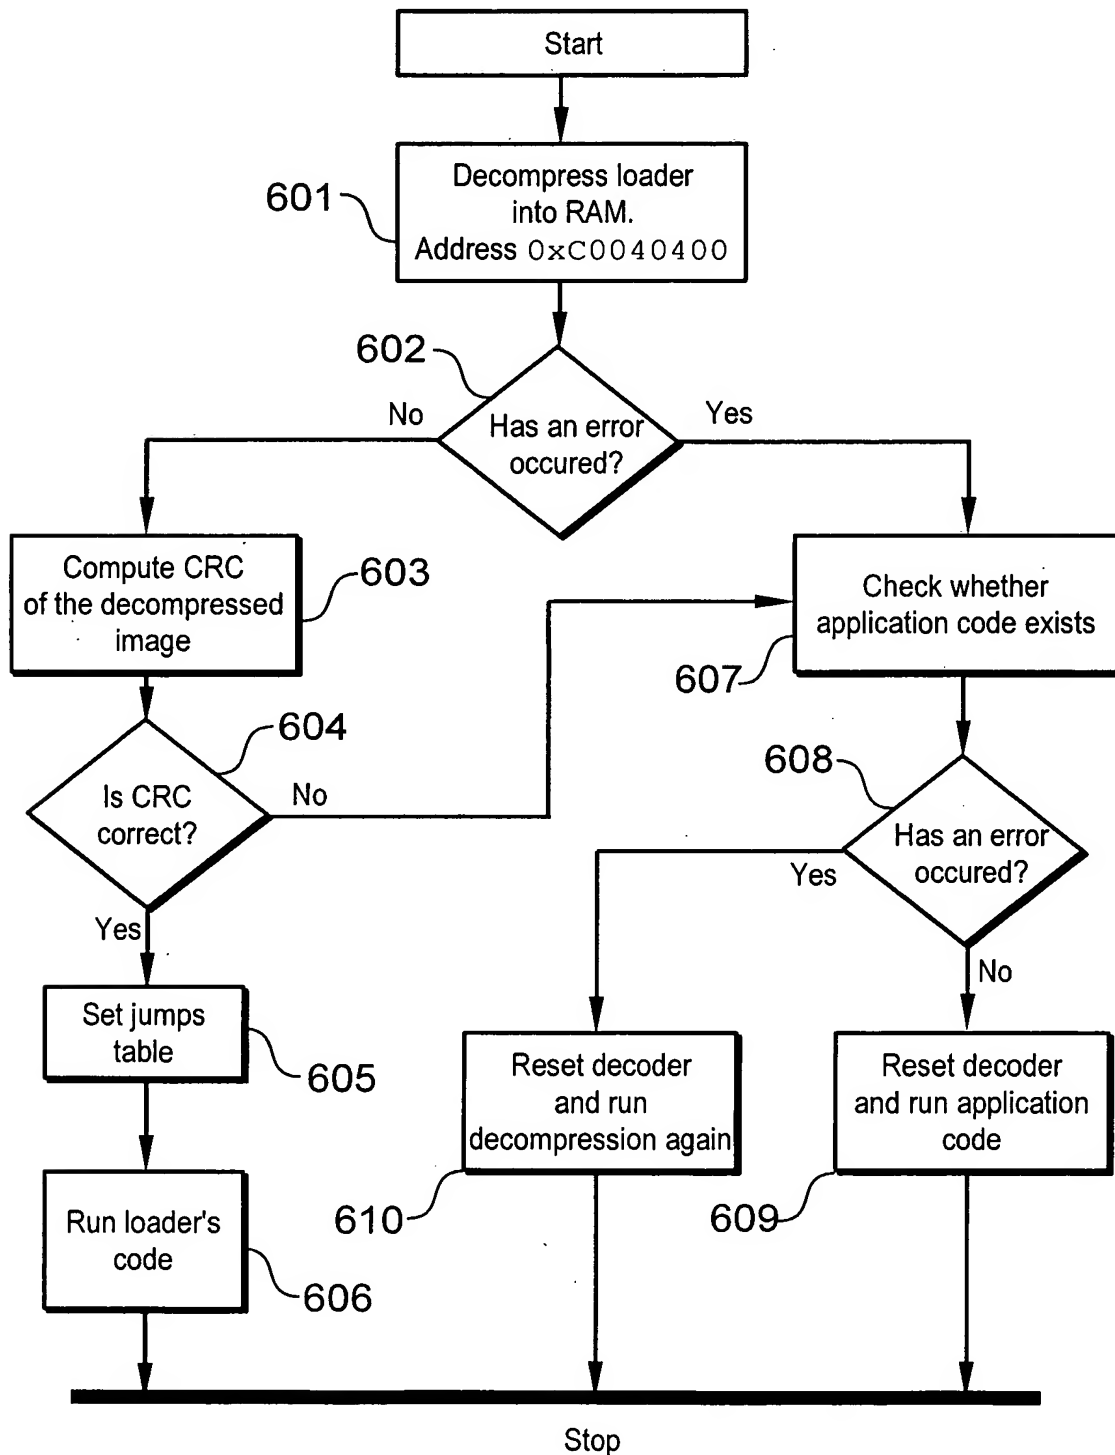 Start
Decompress loader
into RAM.
Address 0xC0040400
601
602
No
Yes
Has an error
occured?
Compute CRC
of the decompressed
image
603
Check whether
application code exists
607
604
Is CRC
correct?
No
608
Has an error
occured?
Yes
Yes
No
Set jumps
table
605
Reset decoder
and run
decompression again
610
Reset decoder
and run application
code
609
Run loader's
code
606
Stop